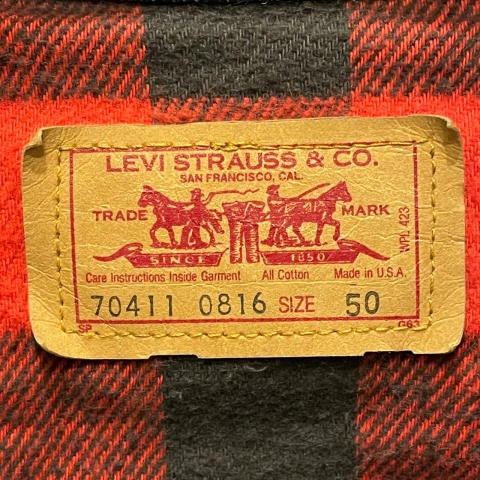 LEVI STRAUSS & CO.
SAN FRANCISCO, CAL.
TRADE MARK
SINCE 1850
WPL 423
Care Instructions Inside Garment All Cotton Made in U.S.A.
70411 0816 SIZE 50
SP